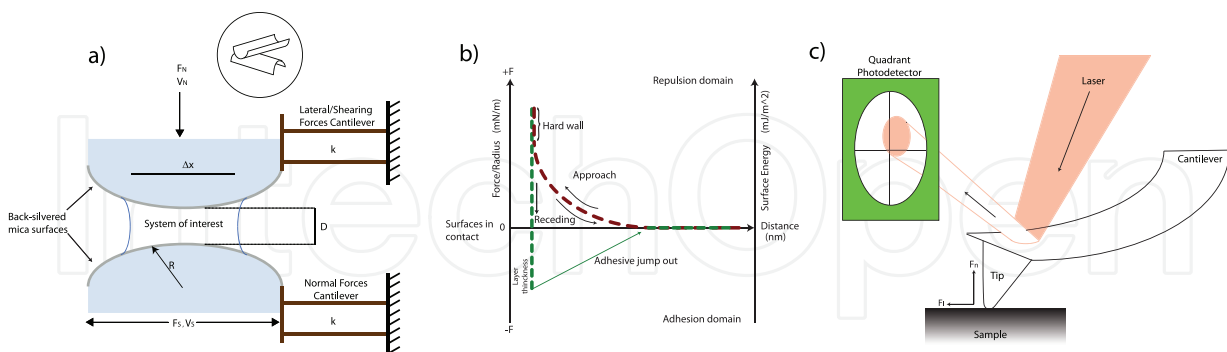 a)
FN
VN
Lateral/Shearing
Forces Cantilever
k
Δx
Back-silvered
mica surfaces
System of interest
D
R
Normal Forces
Cantilever
k
FS, VS
b)
+F
Repulsion domain
Force/Radius (mN/m)
Surface Energy (mJ/m^2)
Hard wall
Approach
Receding
Surfaces in
contact
0
Distance
(nm)
Adhesive jump out
Layer
thinckness
-F
Adhesion domain
c)
Quadrant
Photodetector
Laser
Cantilever
Fn
Tip
Fl
Sample
IntechOpen